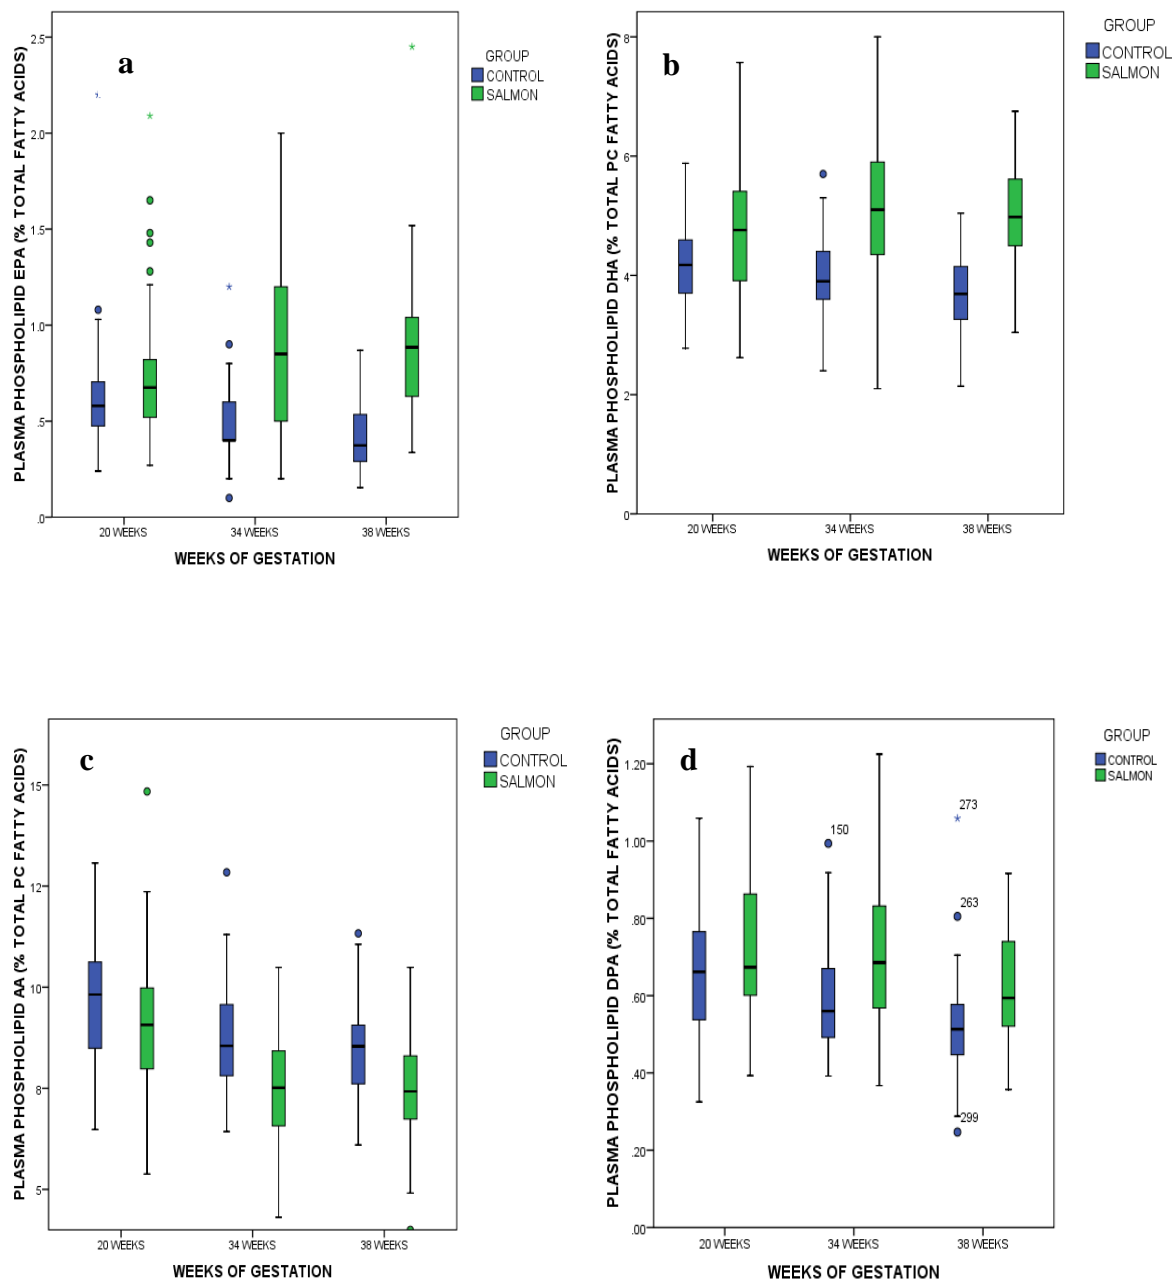 a
GROUP
CONTROL
SALMON
PLASMA PHOSPHOLIPID EPA (% TOTAL FATTY ACIDS)
2.5
2.0
1.5
1.0
.5
.0
20 WEEKS 34 WEEKS 38 WEEKS
WEEKS OF GESTATION
b
GROUP
CONTROL
SALMON
PLASMA PHOSPHOLIPID DHA (% TOTAL PC FATTY ACIDS)
8
6
4
2
0
20 WEEKS 34 WEEKS 38 WEEKS
WEEKS OF GESTATION
c
GROUP
CONTROL
SALMON
PLASMA PHOSPHOLIPID AA (% TOTAL PC FATTY ACIDS)
15
12
10
8
5
20 WEEKS 34 WEEKS 38 WEEKS
WEEKS OF GESTATION
d
GROUP
CONTROL
SALMON
PLASMA PHOSPHOLIPID DPA (% TOTAL FATTY ACIDS)
1.20
1.00
.80
.60
.40
.20
.00
150
273
263
299
20 WEEKS 34 WEEKS 38 WEEKS
WEEKS OF GESTATION